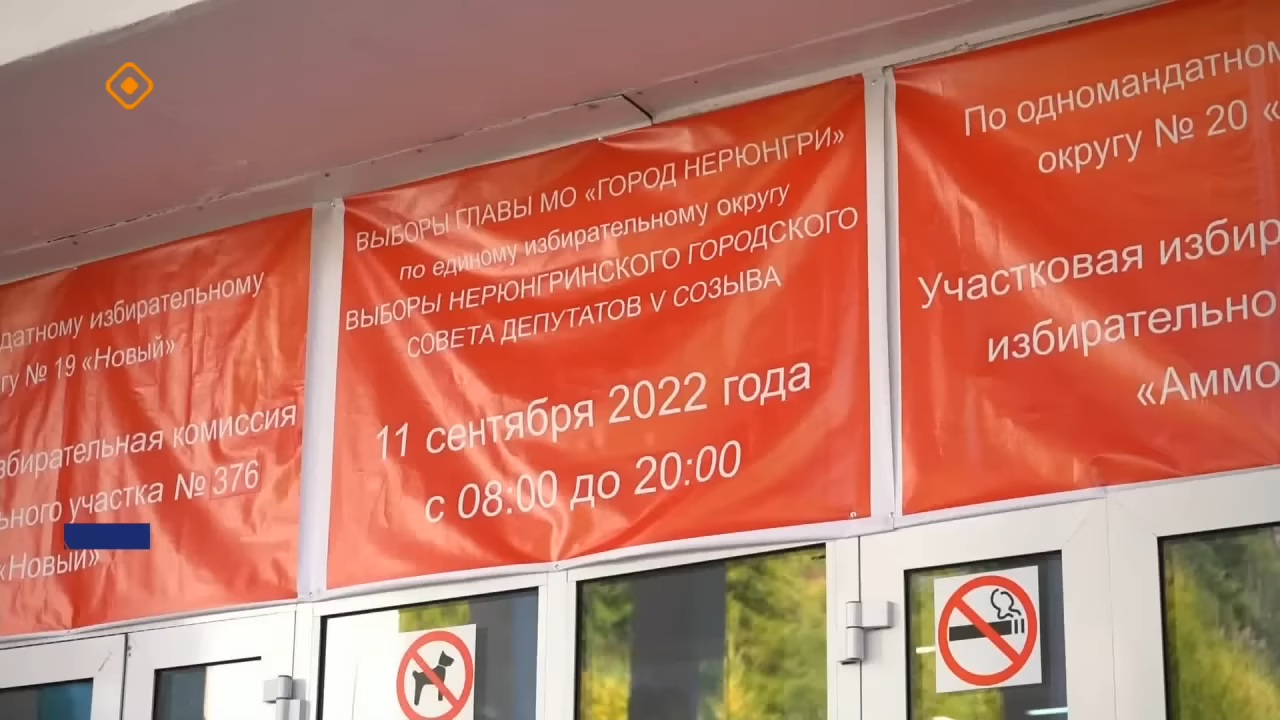 датному избирательному
гу № 19 «Новый»
збирательная комиссия
ьного участка № 376
«Новый»
ВЫБОРЫ ГЛАВЫ МО «ГОРОД НЕРЮНГРИ»
по единому избирательному округу
ВЫБОРЫ НЕРЮНГРИНСКОГО ГОРОДСКОГО
СОВЕТА ДЕПУТАТОВ V СОЗЫВА
11 сентября 2022 года
с 08:00 до 20:00
По одномандатном
округу № 20 «
Участковая избир
избирательно
«Аммо